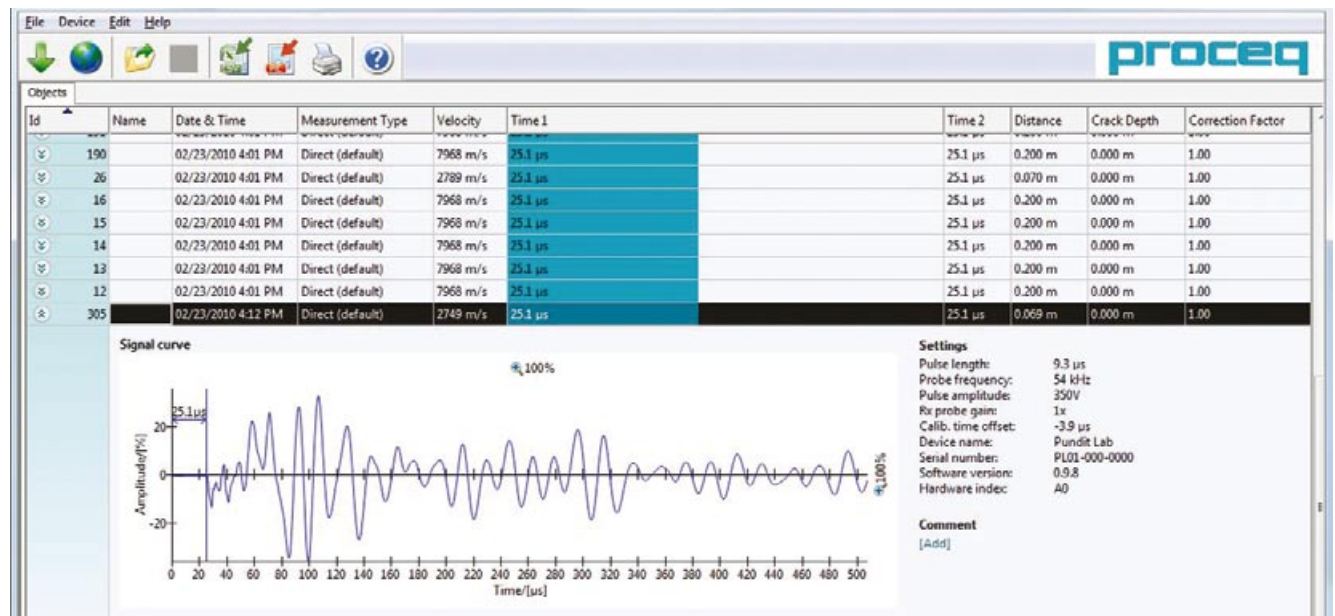 File Device Edit Help
proceq
Objects
Id Name Date & Time Measurement Type Velocity Time 1 Time 2 Distance Crack Depth Correction Factor
190 02/23/2010 4:01 PM Direct (default) 7968 m/s 25.1 µs 25.1 µs 0.200 m 0.000 m 1.00
26 02/23/2010 4:01 PM Direct (default) 2789 m/s 25.1 µs 25.1 µs 0.070 m 0.000 m 1.00
16 02/23/2010 4:01 PM Direct (default) 7968 m/s 25.1 µs 25.1 µs 0.200 m 0.000 m 1.00
15 02/23/2010 4:01 PM Direct (default) 7968 m/s 25.1 µs 25.1 µs 0.200 m 0.000 m 1.00
14 02/23/2010 4:01 PM Direct (default) 7968 m/s 25.1 µs 25.1 µs 0.200 m 0.000 m 1.00
13 02/23/2010 4:01 PM Direct (default) 7968 m/s 25.1 µs 25.1 µs 0.200 m 0.000 m 1.00
12 02/23/2010 4:01 PM Direct (default) 7968 m/s 25.1 µs 25.1 µs 0.200 m 0.000 m 1.00
305 02/23/2010 4:12 PM Direct (default) 2749 m/s 25.1 µs 25.1 µs 0.069 m 0.000 m 1.00
Signal curve
100%
25.1µs
20
0
-20
Amplitude/[%]
100%
0 20 40 60 80 100 120 140 160 180 200 220 240 260 280 300 320 340 360 380 400 420 440 460 480 500
Time/[µs]
Settings
Pulse length: 9.3 µs
Probe frequency: 54 kHz
Pulse amplitude: 350V
Rx probe gain: 1x
Calib. time offset: -3.9 µs
Device name: Pundit Lab
Serial number: PL01-000-0000
Software version: 0.9.8
Hardware index: A0
Comment
[Add]